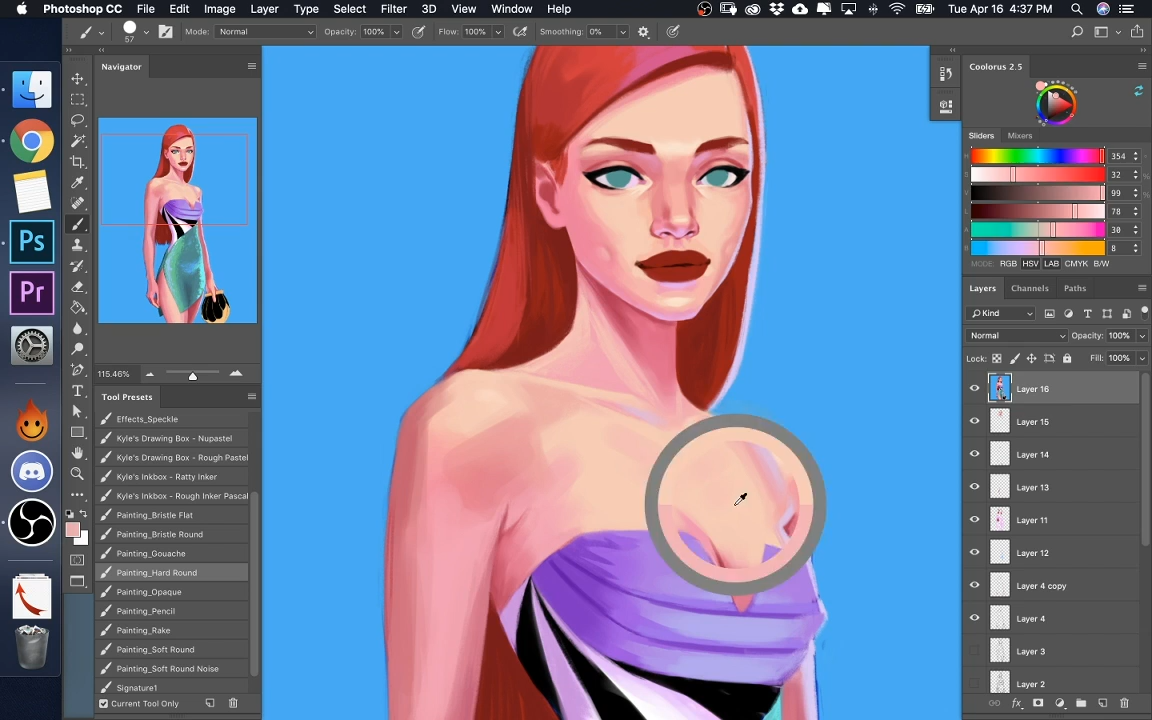 Photoshop CC File Edit Image Layer Type Select Filter 3D View Window Help Tue Apr 16 4:37 PM
57 Mode: Normal Opacity: 100% Flow: 100% Smoothing: 0%
Navigator
115.46%
Tool Presets
Effects_Speckle
Kyle's Drawing Box - Nupastel
Kyle's Drawing Box - Rough Pastel
Kyle's Inkbox - Ratty Inker
Kyle's Inkbox - Rough Inker Pascal
Painting_Bristle Flat
Painting_Bristle Round
Painting_Gouache
Painting_Hard Round
Painting_Opaque
Painting_Pencil
Painting_Rake
Painting_Soft Round
Painting_Soft Round Noise
Signature1
Current Tool Only
Ps
Pr
Coolorus 2.5
Sliders Mixers
H 354
S 32
V 99
L 78
A 30
B 8
MODE RGB HSV LAB CMYK B/W
Layers Channels Paths
Kind
Normal Opacity: 100%
Lock: Fill: 100%
Layer 16
Layer 15
Layer 14
Layer 13
Layer 11
Layer 12
Layer 4 copy
Layer 4
Layer 3
Layer 2
fx